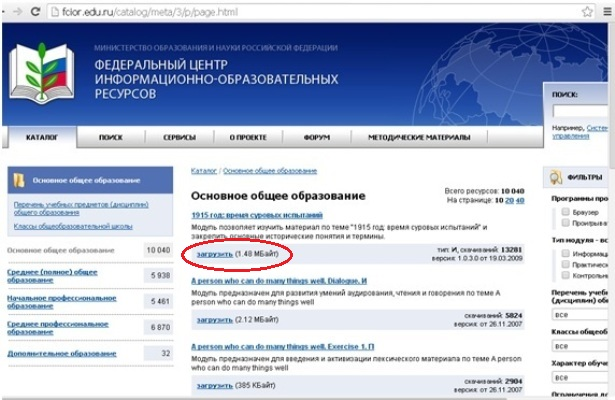 fcior.edu.ru/catalog/meta/3/p/page.html
МИНИСТЕРСТВО ОБРАЗОВАНИЯ И НАУКИ РОССИЙСКОЙ ФЕДЕРАЦИИ
ФЕДЕРАЛЬНЫЙ ЦЕНТР
ИНФОРМАЦИОННО-ОБРАЗОВАТЕЛЬНЫХ
РЕСУРСОВ
ПОИСК:
Например, Систем
управления
КАТАЛОГ ПОИСК СЕРВИСЫ О ПРОЕКТЕ ФОРУМ МЕТОДИЧЕСКИЕ МАТЕРИАЛЫ
Основное общее образование
Перечень учебных предметов (дисциплин)
общего образования
Классы общеобразовательной школы
Основное общее образование 10 040
Среднее (полное) общее
образование 5 938
Начальное профессиональное
образование 5 461
Среднее профессиональное
образование 6 870
Дополнительное образование 32
Каталог / Основное общее образование
Основное общее образование
Всего ресурсов: 10 040
На странице: 10 20 40
1915 год: время суровых испытаний
Модуль позволяет изучить материал по теме "1915 год: время суровых испытаний" и
закрепить основные исторические понятия и термины.
загрузить (1.48 МБайт)
тип: И, скачиваний: 13281
версия: 1.0.3.0 от 19.03.2009
A person who can do many things well. Dialogue. И
Модуль предназначен для развития умений аудирования, чтения и говорения по теме A
person who can do many things well
загрузить (2.12 МБайт)
скачиваний: 5824
версия: от 26.11.2007
A person who can do many things well. Exercise 1. П
Модуль предназначен для введения и активизации лексического материала по теме A person
who can do many things well
загрузить (385 КБайт)
скачиваний: 2904
версия: от 26.11.2007
ФИЛЬТРЫ
Программы про
Браузер
Проигрыв
Тип модуля - в
Информац
Практичес
Контрольн
Перечень учебн
(дисциплин) об
все
Классы общеоб
все
Характер обуче
все
Ограничения д